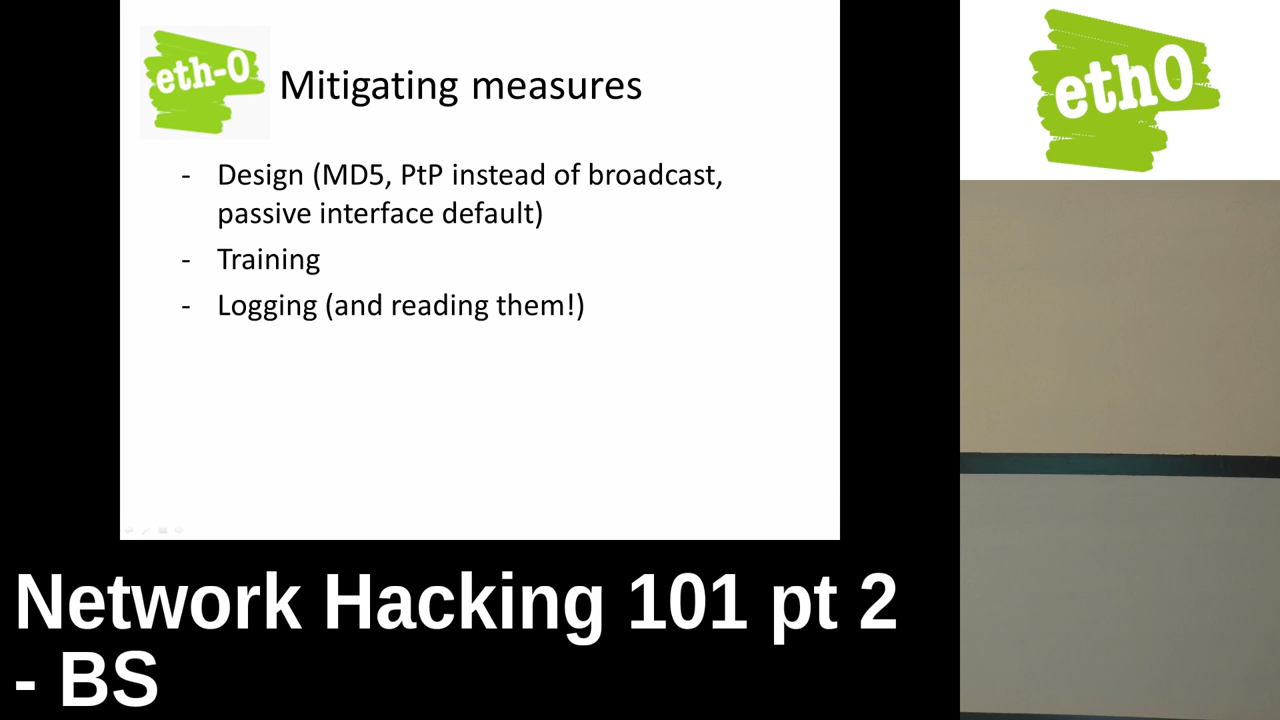 eth-0
Mitigating measures
- Design (MD5, PtP instead of broadcast,
passive interface default)
- Training
- Logging (and reading them!)
eth0
Network Hacking 101 pt 2
- BS